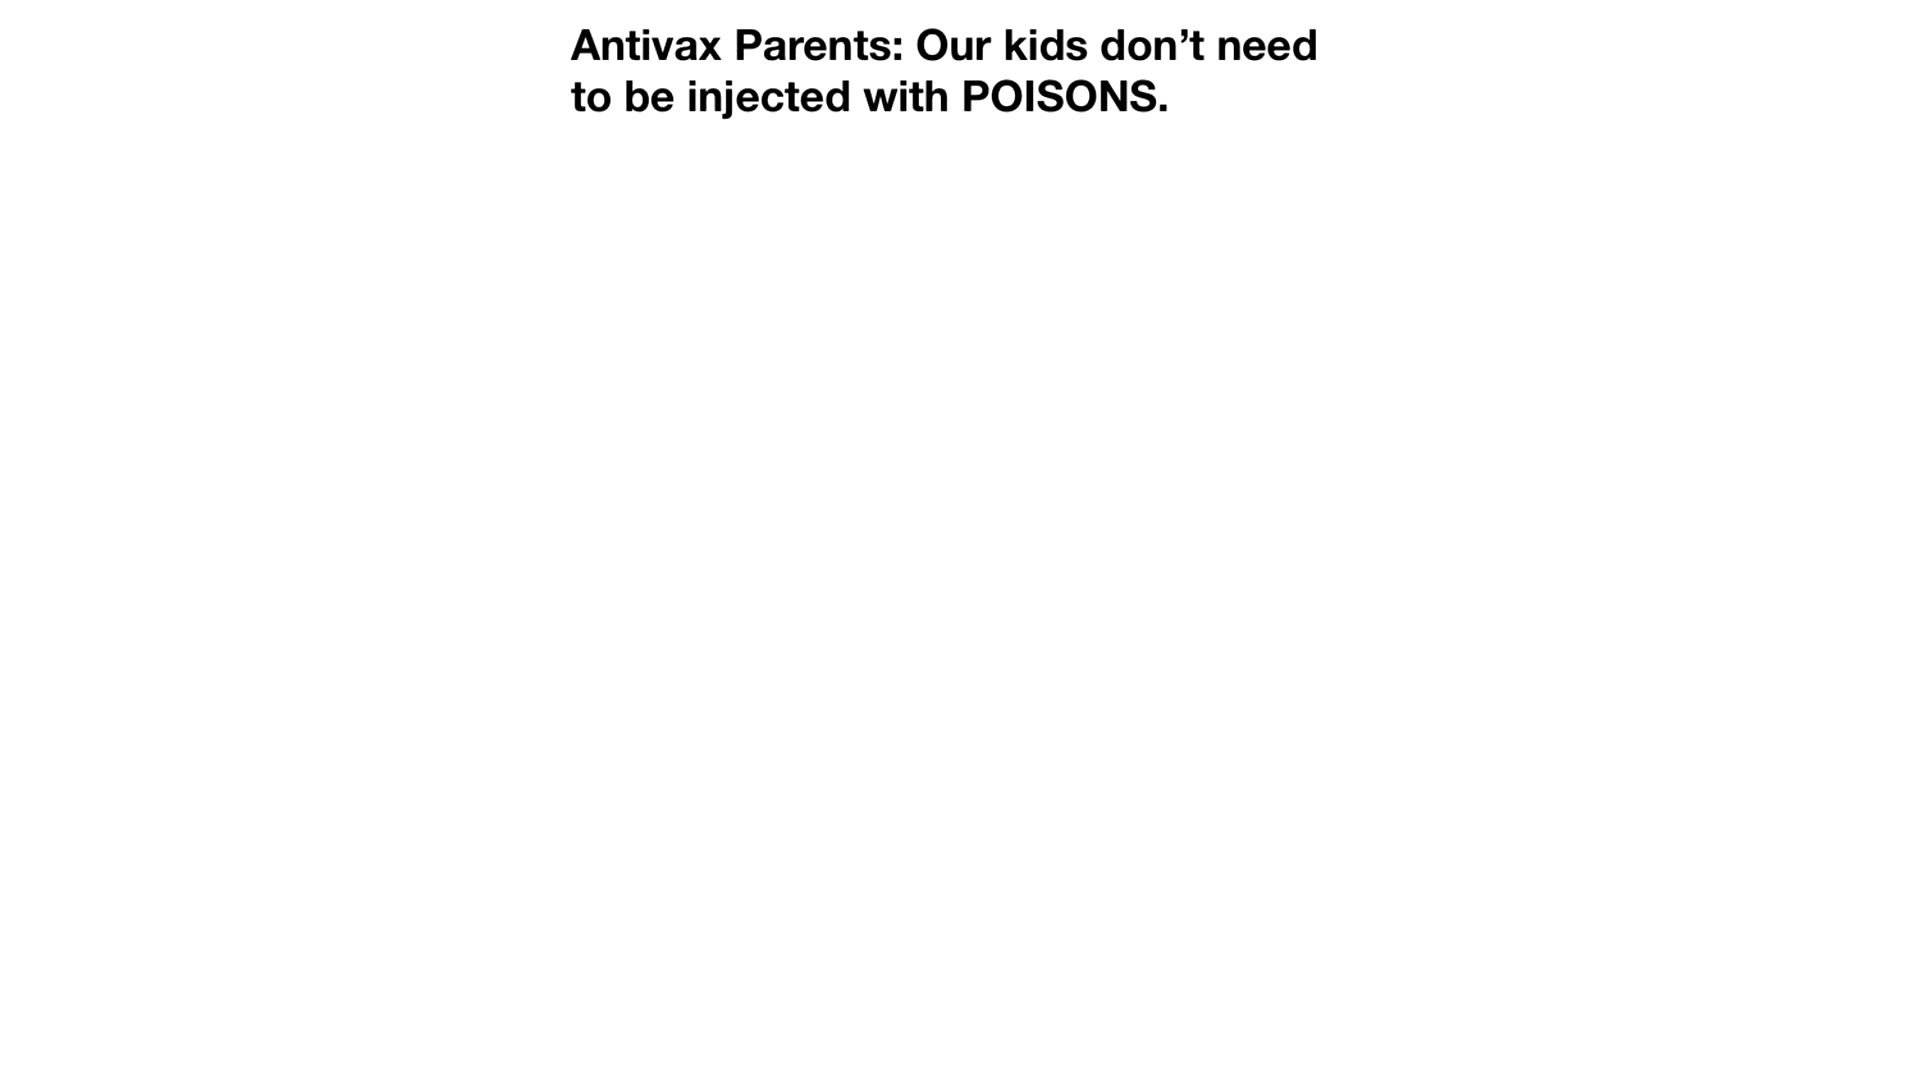 Antivax Parents: Our kids don’t need
to be injected with POISONS.